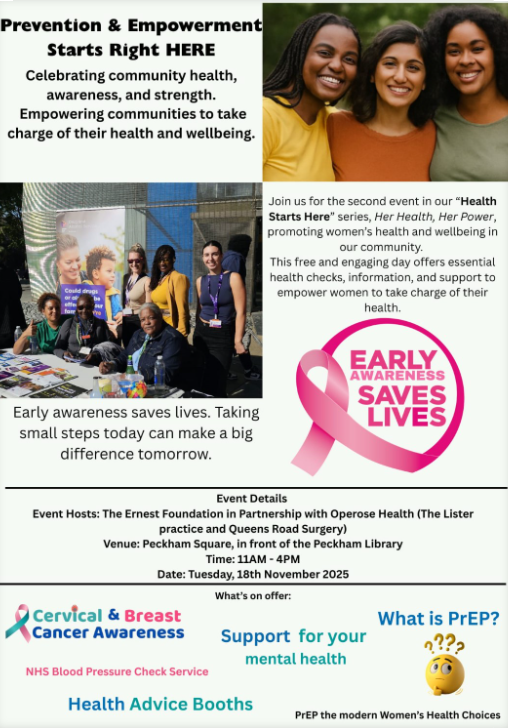 Prevention & Empowerment
Starts Right HERE
Celebrating community health,
awareness, and strength.
Empowering communities to take
charge of their health and wellbeing.
Join us for the second event in our “Health
Starts Here” series, Her Health, Her Power,
promoting women’s health and wellbeing in
our community.
This free and engaging day offers essential
health checks, information, and support to
empower women to take charge of their
health.
Could drugs
EARLY
AWARENESS
SAVES
LIVES
Early awareness saves lives. Taking
small steps today can make a big
difference tomorrow.
Event Details
Event Hosts: The Ernest Foundation in Partnership with Operose Health (The Lister
practice and Queens Road Surgery)
Venue: Peckham Square, in front of the Peckham Library
Time: 11AM - 4PM
Date: Tuesday, 18th November 2025
What’s on offer:
Cervical & Breast
Cancer Awareness
Support for your
mental health
What is PrEP?
????
NHS Blood Pressure Check Service
Health Advice Booths
PrEP the modern Women’s Health Choices